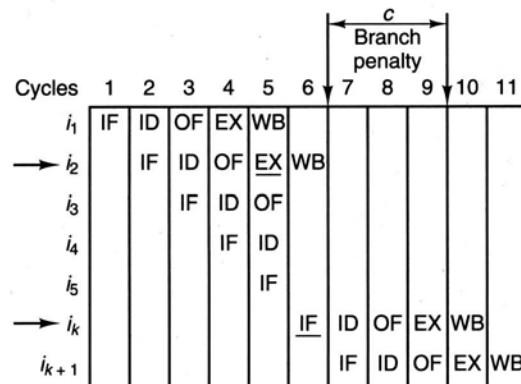 c
Branch
penalty
Cycles 1 2 3 4 5 6 7 8 9 10 11
i1 IF ID OF EX WB
i2 IF ID OF EX WB
i3 IF ID OF
i4 IF ID
i5 IF
ik IF ID OF EX WB
ik + 1 IF ID OF EX WB